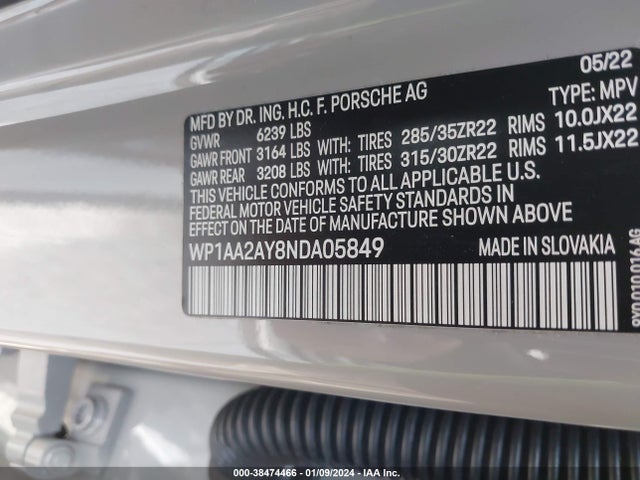 05/22
MFD BY DR. ING. H.C. F. PORSCHE AG TYPE: MPV
GVWR 6239 LBS
GAWR FRONT 3164 LBS WITH: TIRES 285/35ZR22 RIMS 10.0JX22
GAWR REAR 3208 LBS WITH: TIRES 315/30ZR22 RIMS 11.5JX22
THIS VEHICLE CONFORMS TO ALL APPLICABLE U.S.
FEDERAL MOTOR VEHICLE SAFETY STANDARDS IN
EFFECT ON THE DATE OF MANUFACTURE SHOWN ABOVE
WP1AA2AY8NDA05849 MADE IN SLOVAKIA
000-38474466 - 01/09/2024 - IAA Inc.